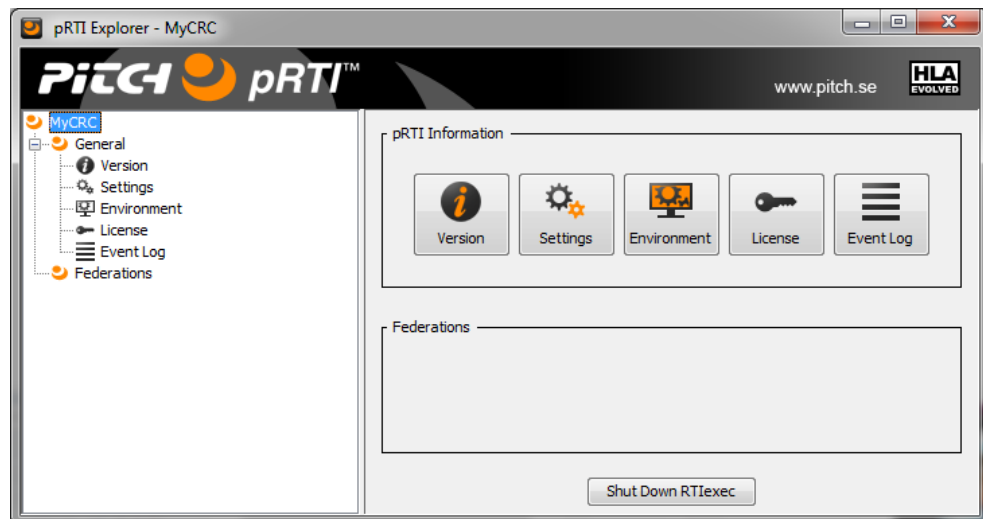 pRTI Explorer - MyCRC
PITCH pRTI™
www.pitch.se
HLA
EVOLVED
MyCRC
General
Version
Settings
Environment
License
Event Log
Federations
pRTI Information
Version
Settings
Environment
License
Event Log
Federations
Shut Down RTIexec